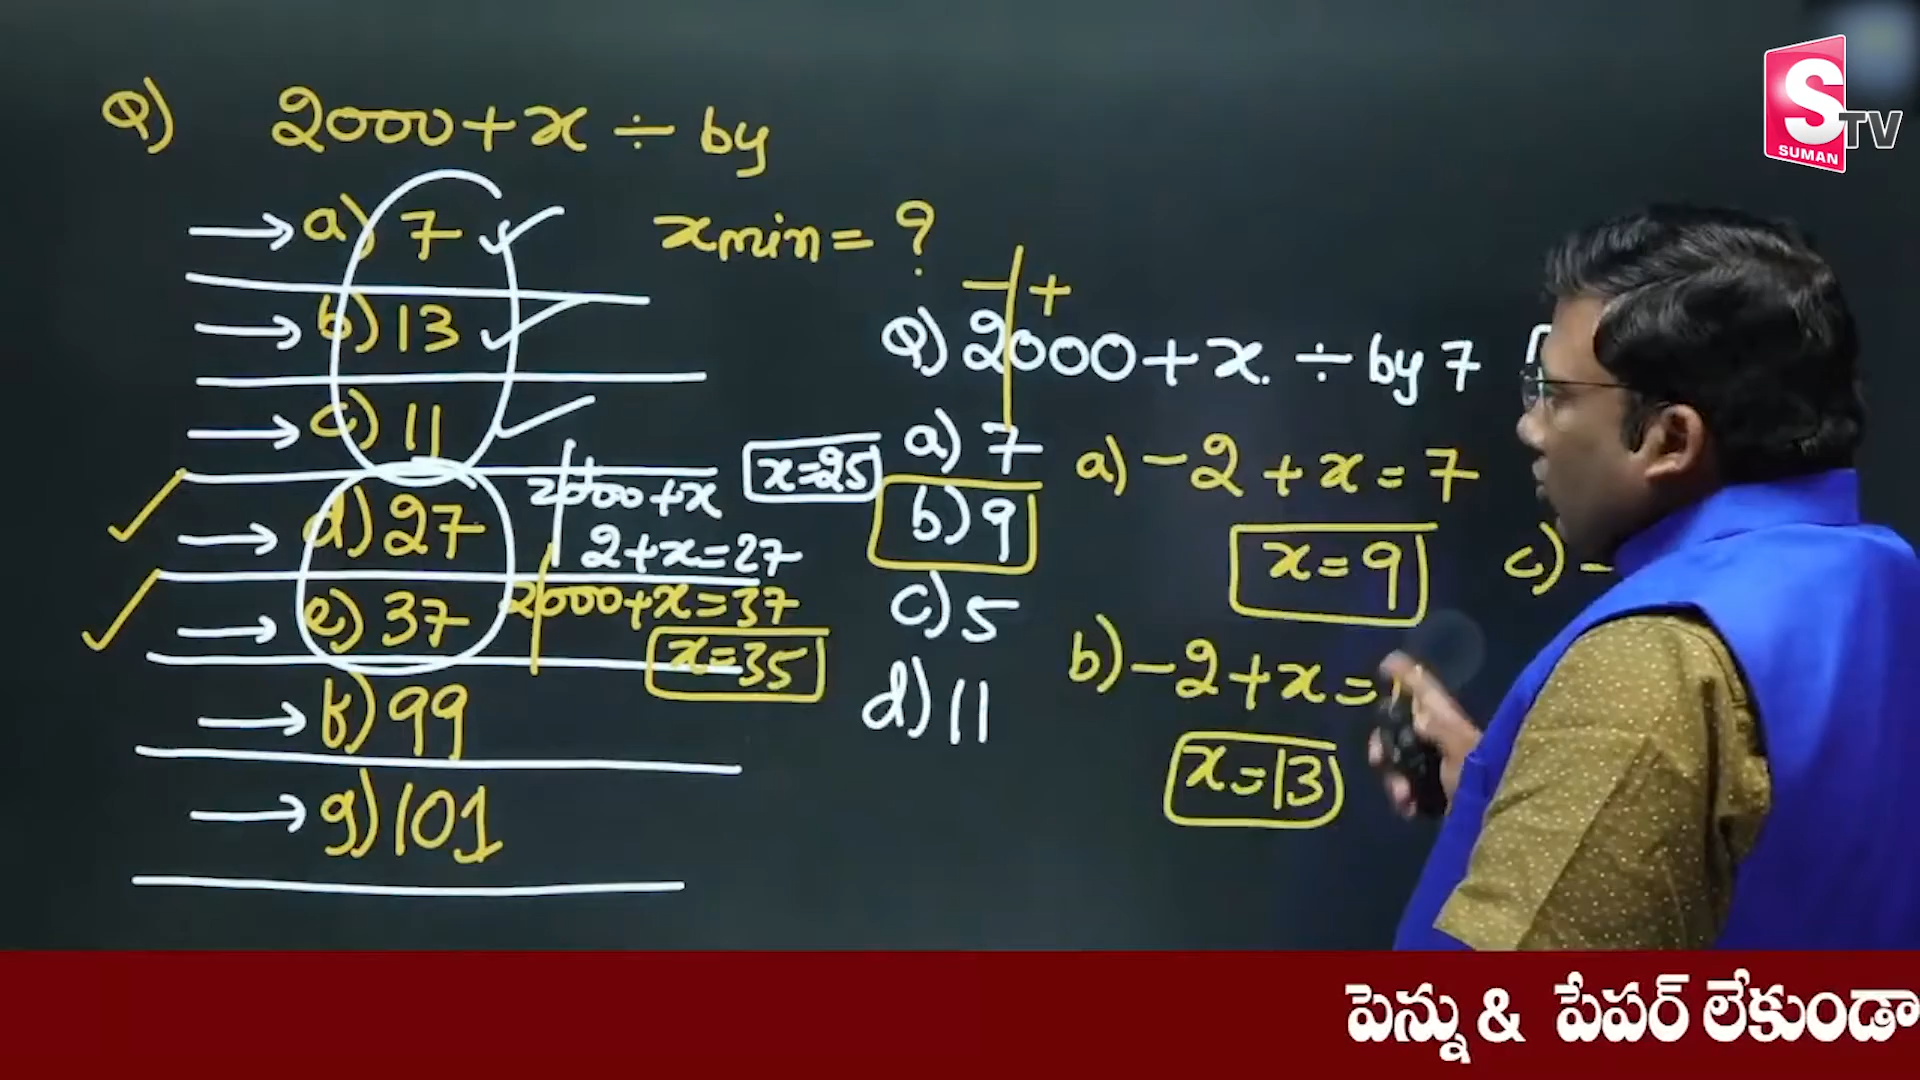 Q) 2000+x ÷ by
a) 7
xmin = ?
b) 13
c) 11
d) 27
2000+x
2+x=27
x=25
e) 37
2000+x=37
x=35
f) 99
g) 101
- +
Q) 2000+x ÷ by 7
a) 7
b) 9
c) 5
d) 11
a) -2 + x = 7
x = 9
b) -2+x=
x=13
c) -
S TV
SUMAN
పెన్ను & పేపర్ లేకుండా